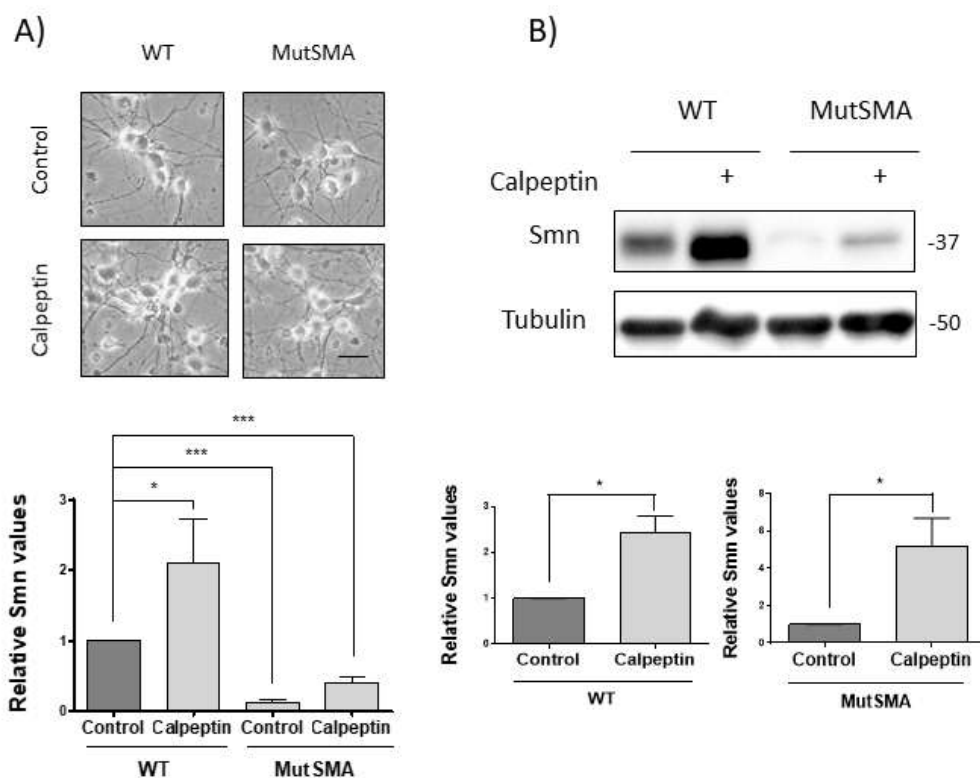 A)
WT MutSMA
Control
Calpeptin
***
***
*
Relative Smn values
3
2
1
0
Control Calpeptin Control Calpeptin
WT MutSMA
B)
WT MutSMA
Calpeptin + +
Smn -37
Tubulin -50
*
Relative Smn values
3
2
1
0
Control Calpeptin
WT
*
Relative Smn values
8
6
4
2
0
Control Calpeptin
MutSMA